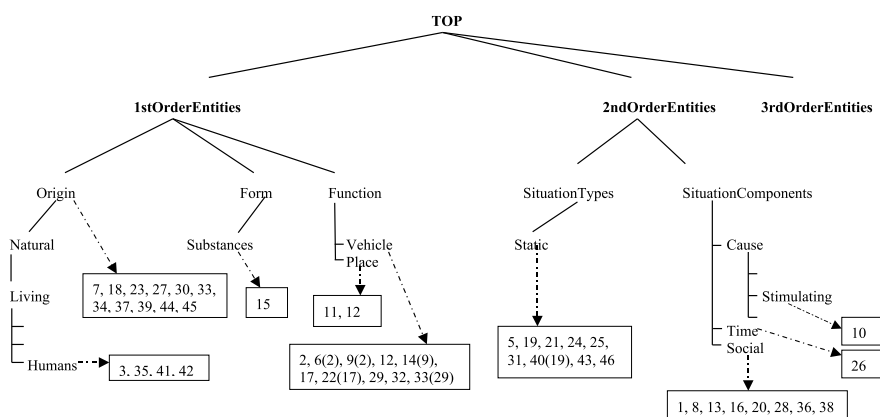 TOP
1stOrderEntities 2ndOrderEntities 3rdOrderEntities
Origin Form Function SituationTypes SituationComponents
Natural Substances Vehicle Static Cause
Place
7, 18, 23, 27, 30, 33,
34, 37, 39, 44, 45
15
Living
11, 12
Stimulating
5, 19, 21, 24, 25,
31, 40(19), 43, 46
10
Time
Social
2, 6(2), 9(2), 12, 14(9),
17, 22(17), 29, 32, 33(29)
Humans
3, 35, 41, 42
26
1, 8, 13, 16, 20, 28, 36, 38